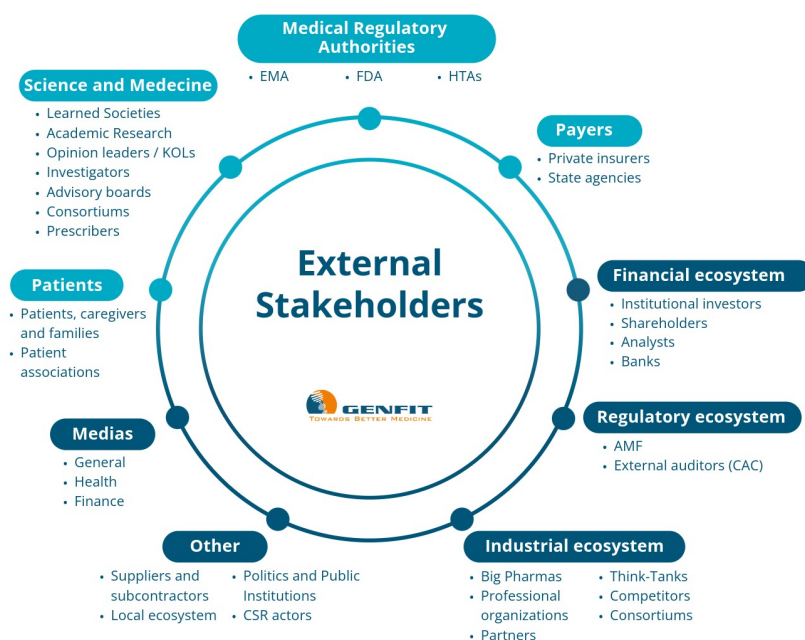 Medical Regulatory
Authorities
• EMA
• FDA
• HTAs
Science and Medecine
• Learned Societies
• Academic Research
• Opinion leaders / KOLs
• Investigators
• Advisory boards
• Consortiums
• Prescribers
Payers
• Private insurers
• State agencies
Patients
• Patients, caregivers
and families
• Patient
associations
External
Stakeholders
GENFIT
TOWARDS BETTER MEDICINE
Financial ecosystem
• Institutional investors
• Shareholders
• Analysts
• Banks
Medias
• General
• Health
• Finance
Regulatory ecosystem
• AMF
• External auditors (CAC)
Other
• Suppliers and
subcontractors
• Local ecosystem
• Politics and Public
Institutions
• CSR actors
Industrial ecosystem
• Big Pharmas
• Professional
organizations
• Partners
• Think-Tanks
• Competitors
• Consortiums